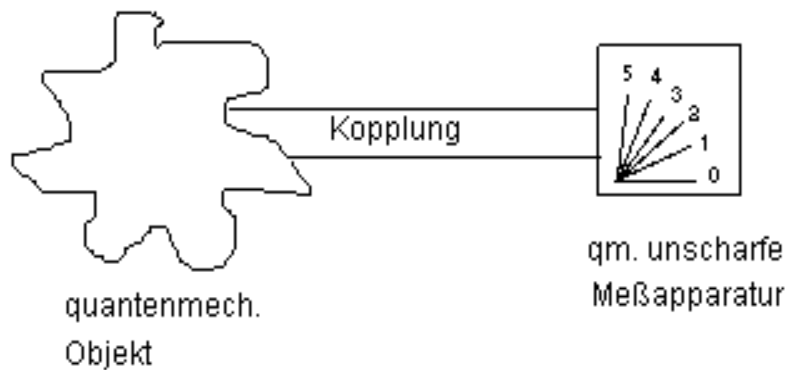 5 4 3 2 1 0
Kopplung
quantenmech.
Objekt
qm. unscharfe
Meßapparatur